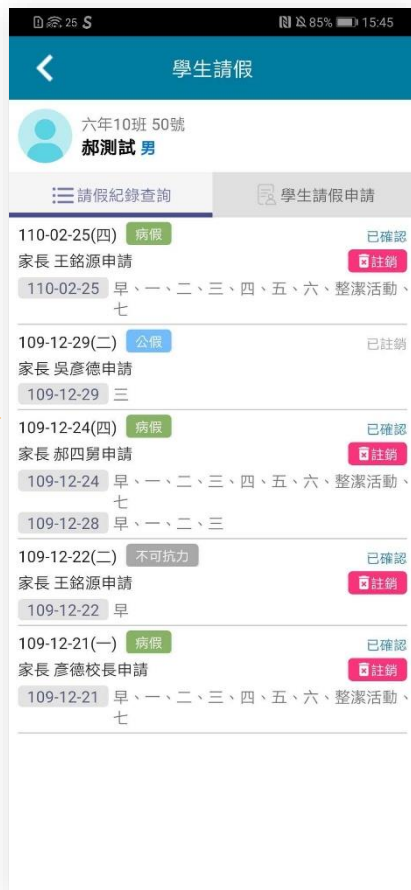 25 S 85% 15:45
學生請假
六年10班 50號
郝測試 男
請假紀錄查詢 學生請假申請
110-02-25(四) 病假 已確認
家長 王銘源申請 註銷
110-02-25 早、一、二、三、四、五、六、整潔活動、
七
109-12-29(二) 公假 已註銷
家長 吳彥德申請
109-12-29 三
109-12-24(四) 病假 已確認
家長 郝四舅申請 註銷
109-12-24 早、一、二、三、四、五、六、整潔活動、
七
109-12-28 早、一、二、三
109-12-22(二) 不可抗力 已確認
家長 王銘源申請 註銷
109-12-22 早
109-12-21(一) 病假 已確認
家長 彥德校長申請 註銷
109-12-21 早、一、二、三、四、五、六、整潔活動、
七